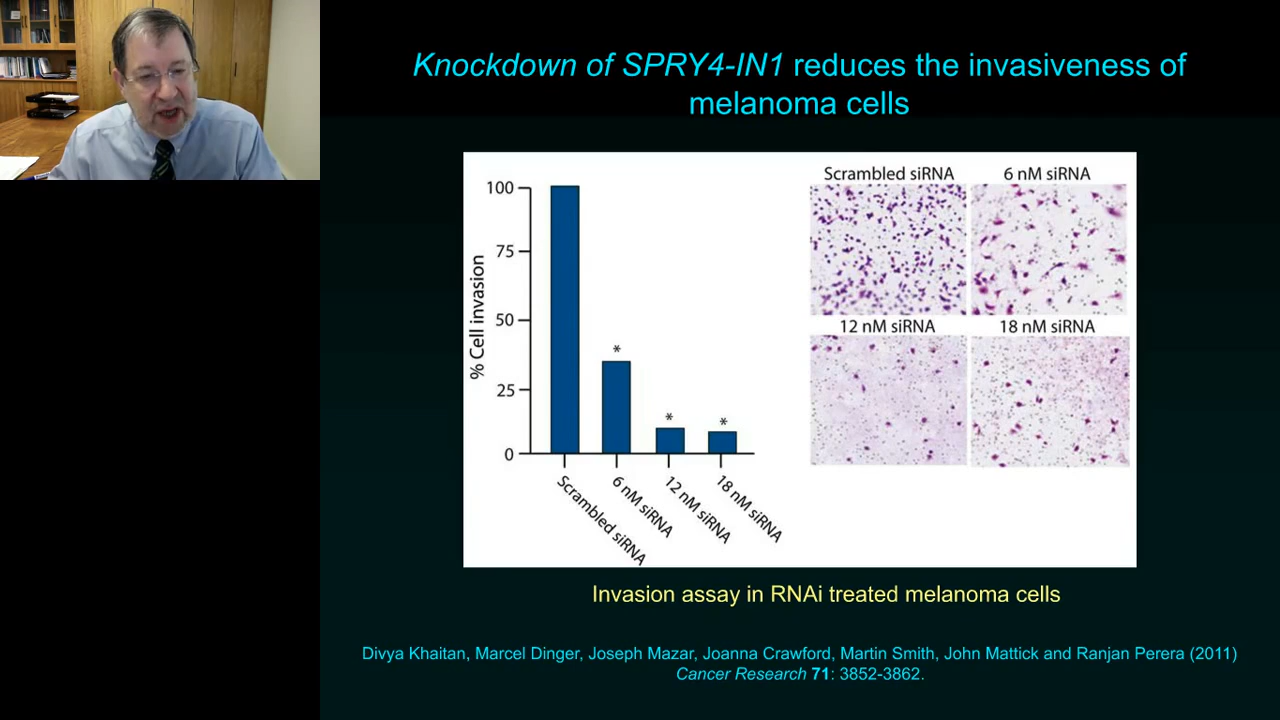 Knockdown of SPRY4-IN1 reduces the invasiveness of
melanoma cells
% Cell invasion
100
75
50
25
0
*
*
*
Scrambled siRNA
6 nM siRNA
12 nM siRNA
18 nM siRNA
Scrambled siRNA
6 nM siRNA
12 nM siRNA
18 nM siRNA
Invasion assay in RNAi treated melanoma cells
Divya Khaitan, Marcel Dinger, Joseph Mazar, Joanna Crawford, Martin Smith, John Mattick and Ranjan Perera (2011)
Cancer Research 71: 3852-3862.